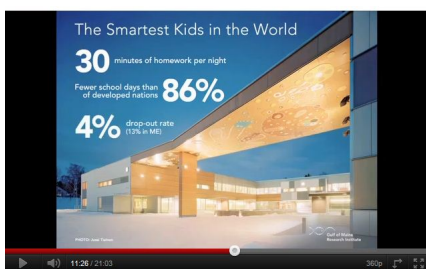 The Smartest Kids in the World
30 minutes of homework per night
Fewer school days than
of developed nations 86%
4% drop-out rate
(13% in ME)
PHOTO: Jussi Tiainen
Gulf of Maine
Research Institute
11:26 / 21:03
360p